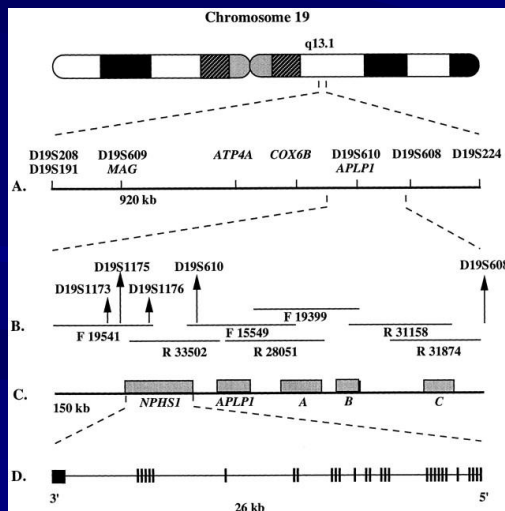 Chromosome 19
q13.1
D19S208 D19S609 ATP4A COX6B D19S610 D19S608 D19S224
D19S191 MAG APLP1
A.
920 kb
D19S1175 D19S610 D19S608
D19S1173 D19S1176
F 19399
B.
F 19541 F 15549 R 31158
R 33502 R 28051 R 31874
C.
150 kb NPHS1 APLP1 A B C
D.
3' 26 kb 5'